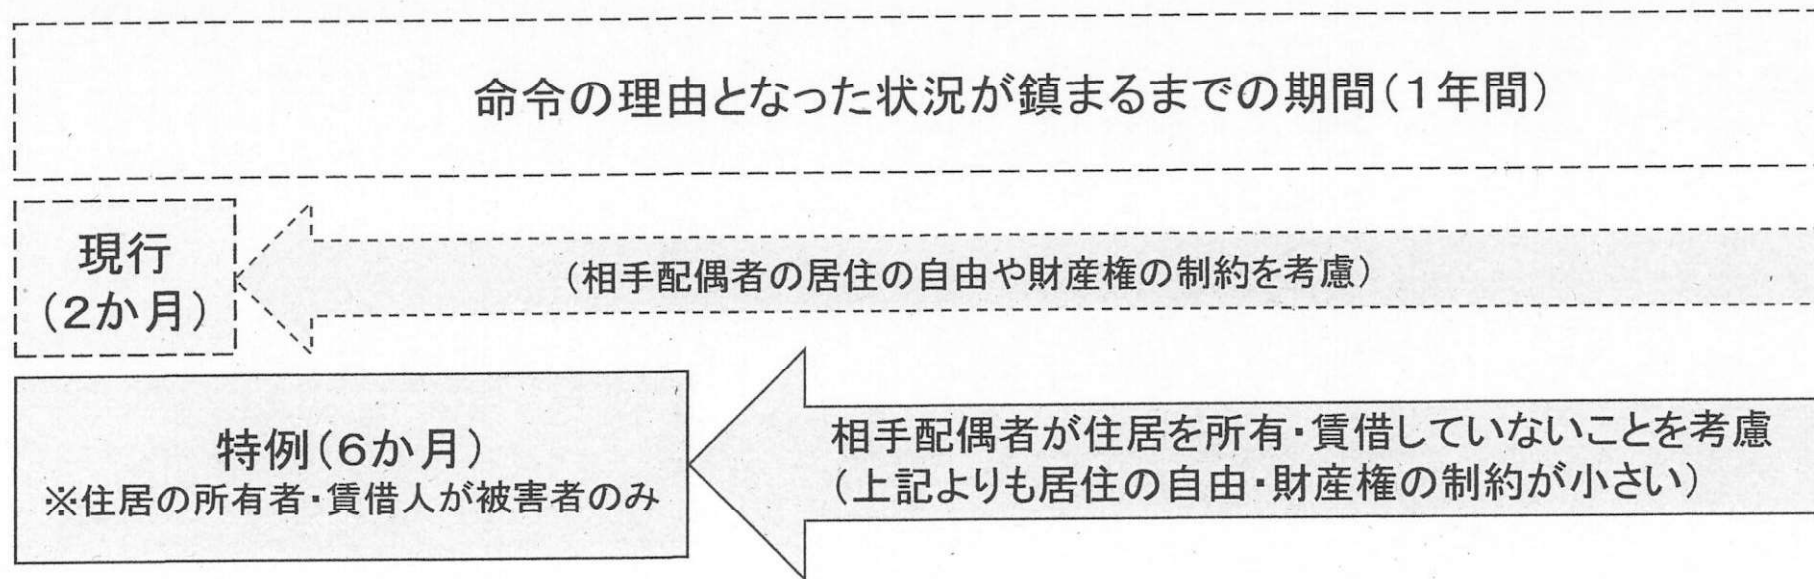 命令の理由となった状況が鎮まるまでの期間(1年間)
現行
(2か月)
(相手配偶者の居住の自由や財産権の制約を考慮)
特例(6か月)
※住居の所有者・賃借人が被害者のみ
相手配偶者が住居を所有・賃借していないことを考慮
(上記よりも居住の自由・財産権の制約が小さい)